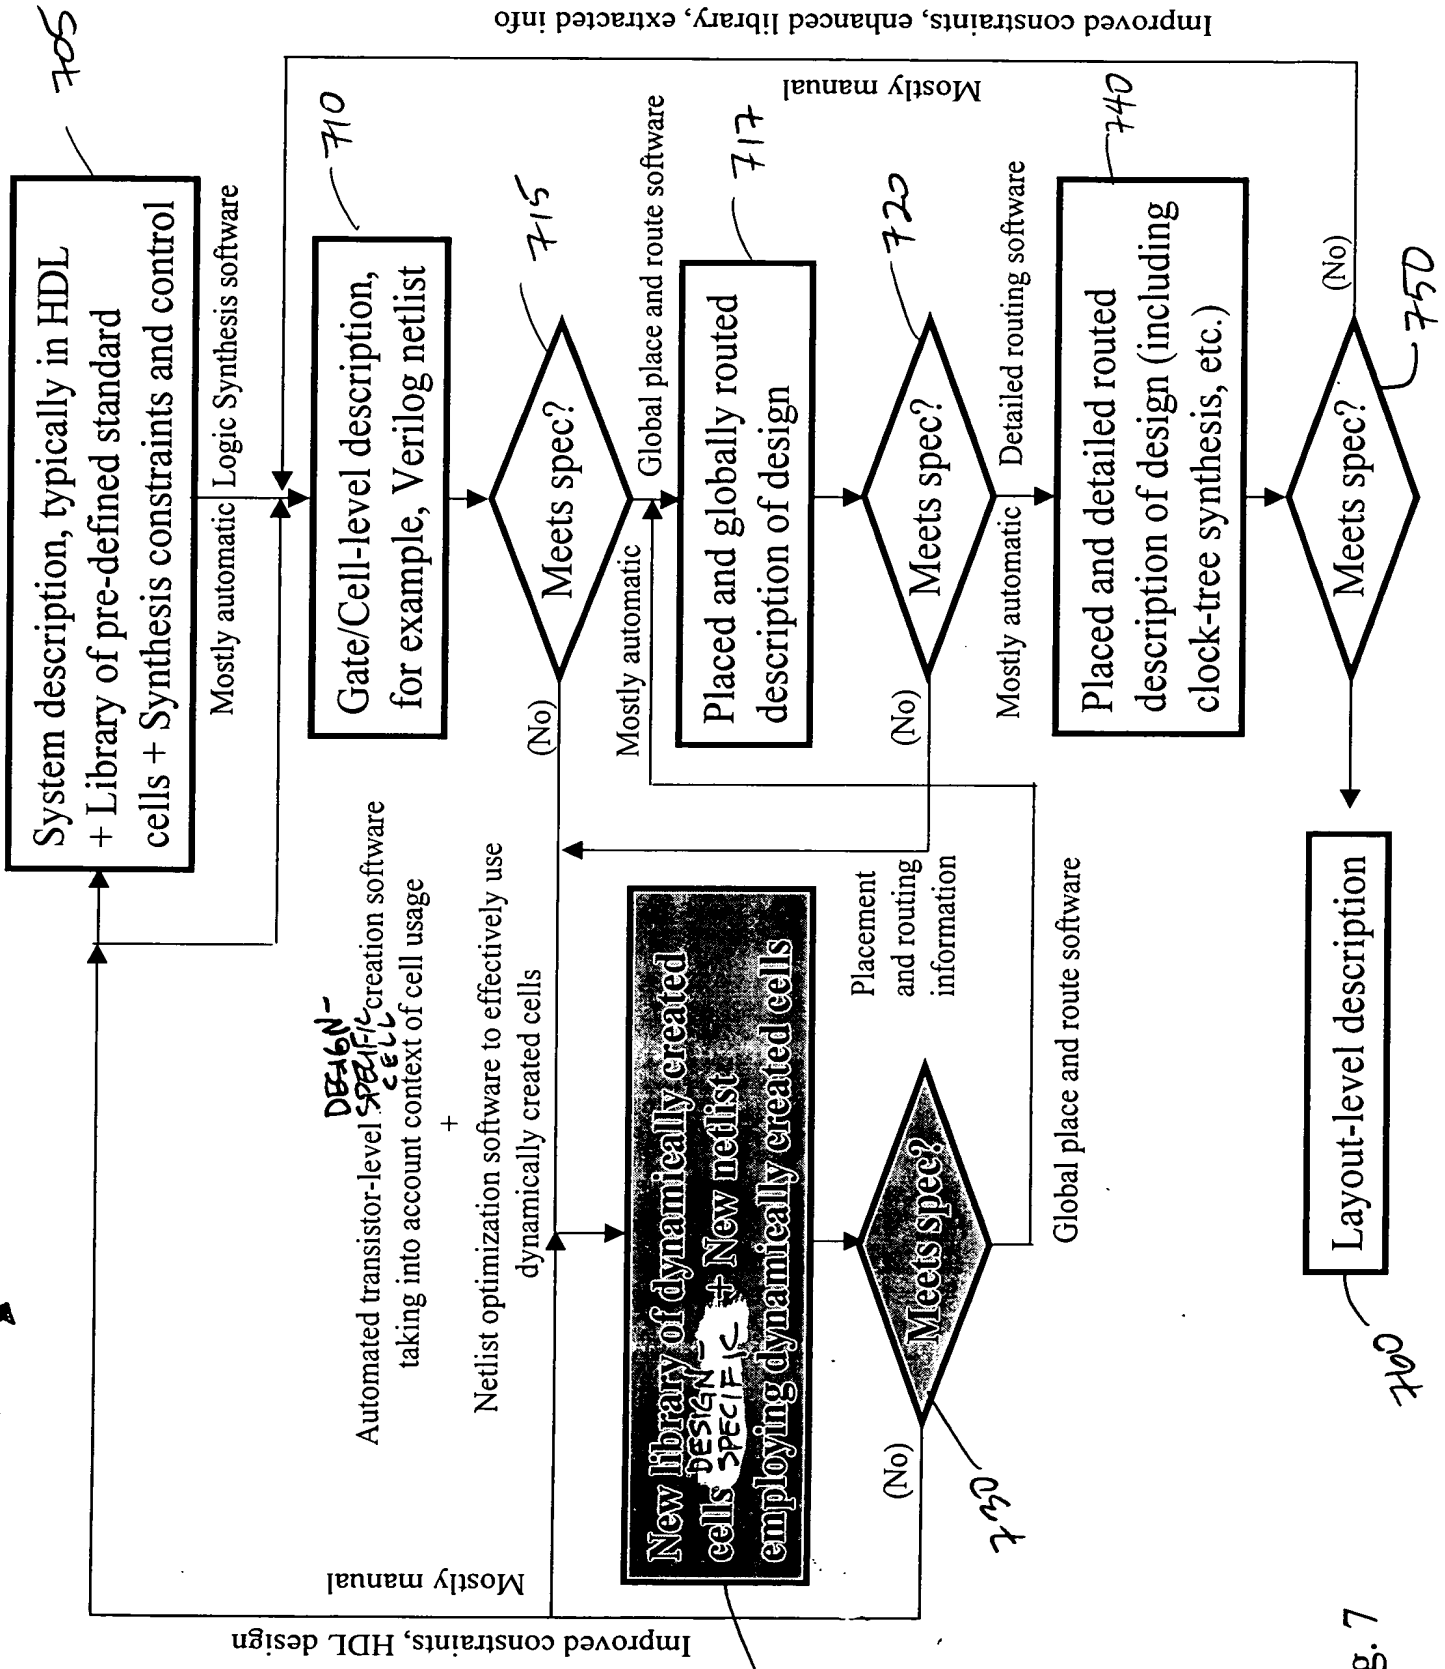 705
System description, typically in HDL
+ Library of pre-defined standard
cells + Synthesis constraints and control
Mostly automatic Logic Synthesis software
710
Gate/Cell-level description,
for example, Verilog netlist
715
Meets spec?
(No)
Mostly automatic
Global place and route software
717
Placed and globally routed
description of design
720
Meets spec?
(No)
Mostly automatic
Detailed routing software
740
Placed and detailed routed
description of design (including
clock-tree synthesis, etc.)
750
Meets spec?
(No)
Mostly manual
Improved constraints, enhanced library, extracted info
Layout-level description
760
DESIGN-
SPECIFIC
CELL
Automated transistor-level creation software
taking into account context of cell usage
+
Netlist optimization software to effectively use
dynamically created cells
New library of dynamically created
cells DESIGN-SPECIFIC + New netlist
employing dynamically created cells
Placement
and routing
information
Meets spec?
730
(No)
Global place and route software
Mostly manual
Improved constraints, HDL design
g. 7